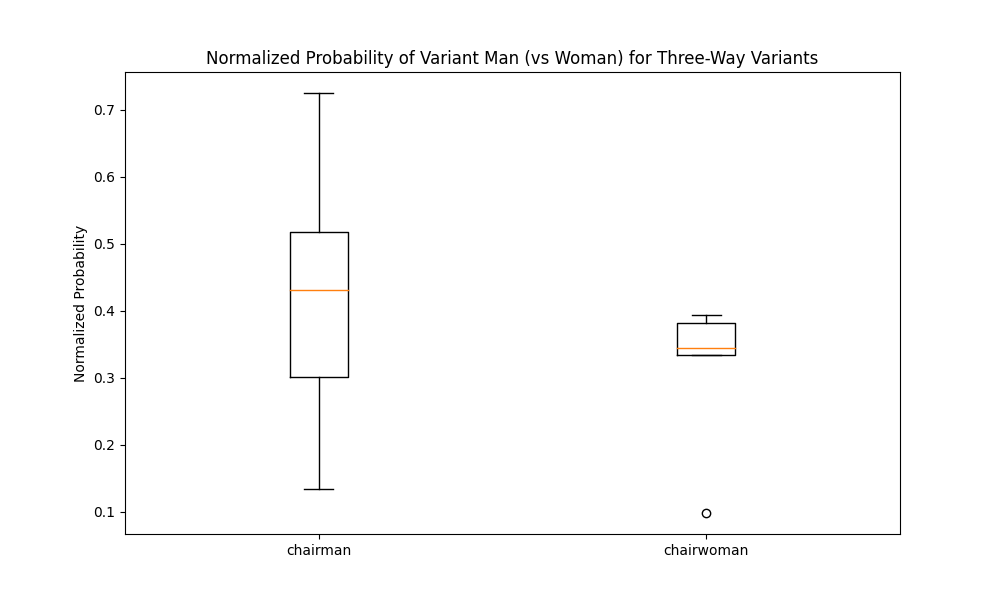 Normalized Probability of Variant Man (vs Woman) for Three-Way Variants
Normalized Probability
0.7
0.6
0.5
0.4
0.3
0.2
0.1
chairman
chairwoman